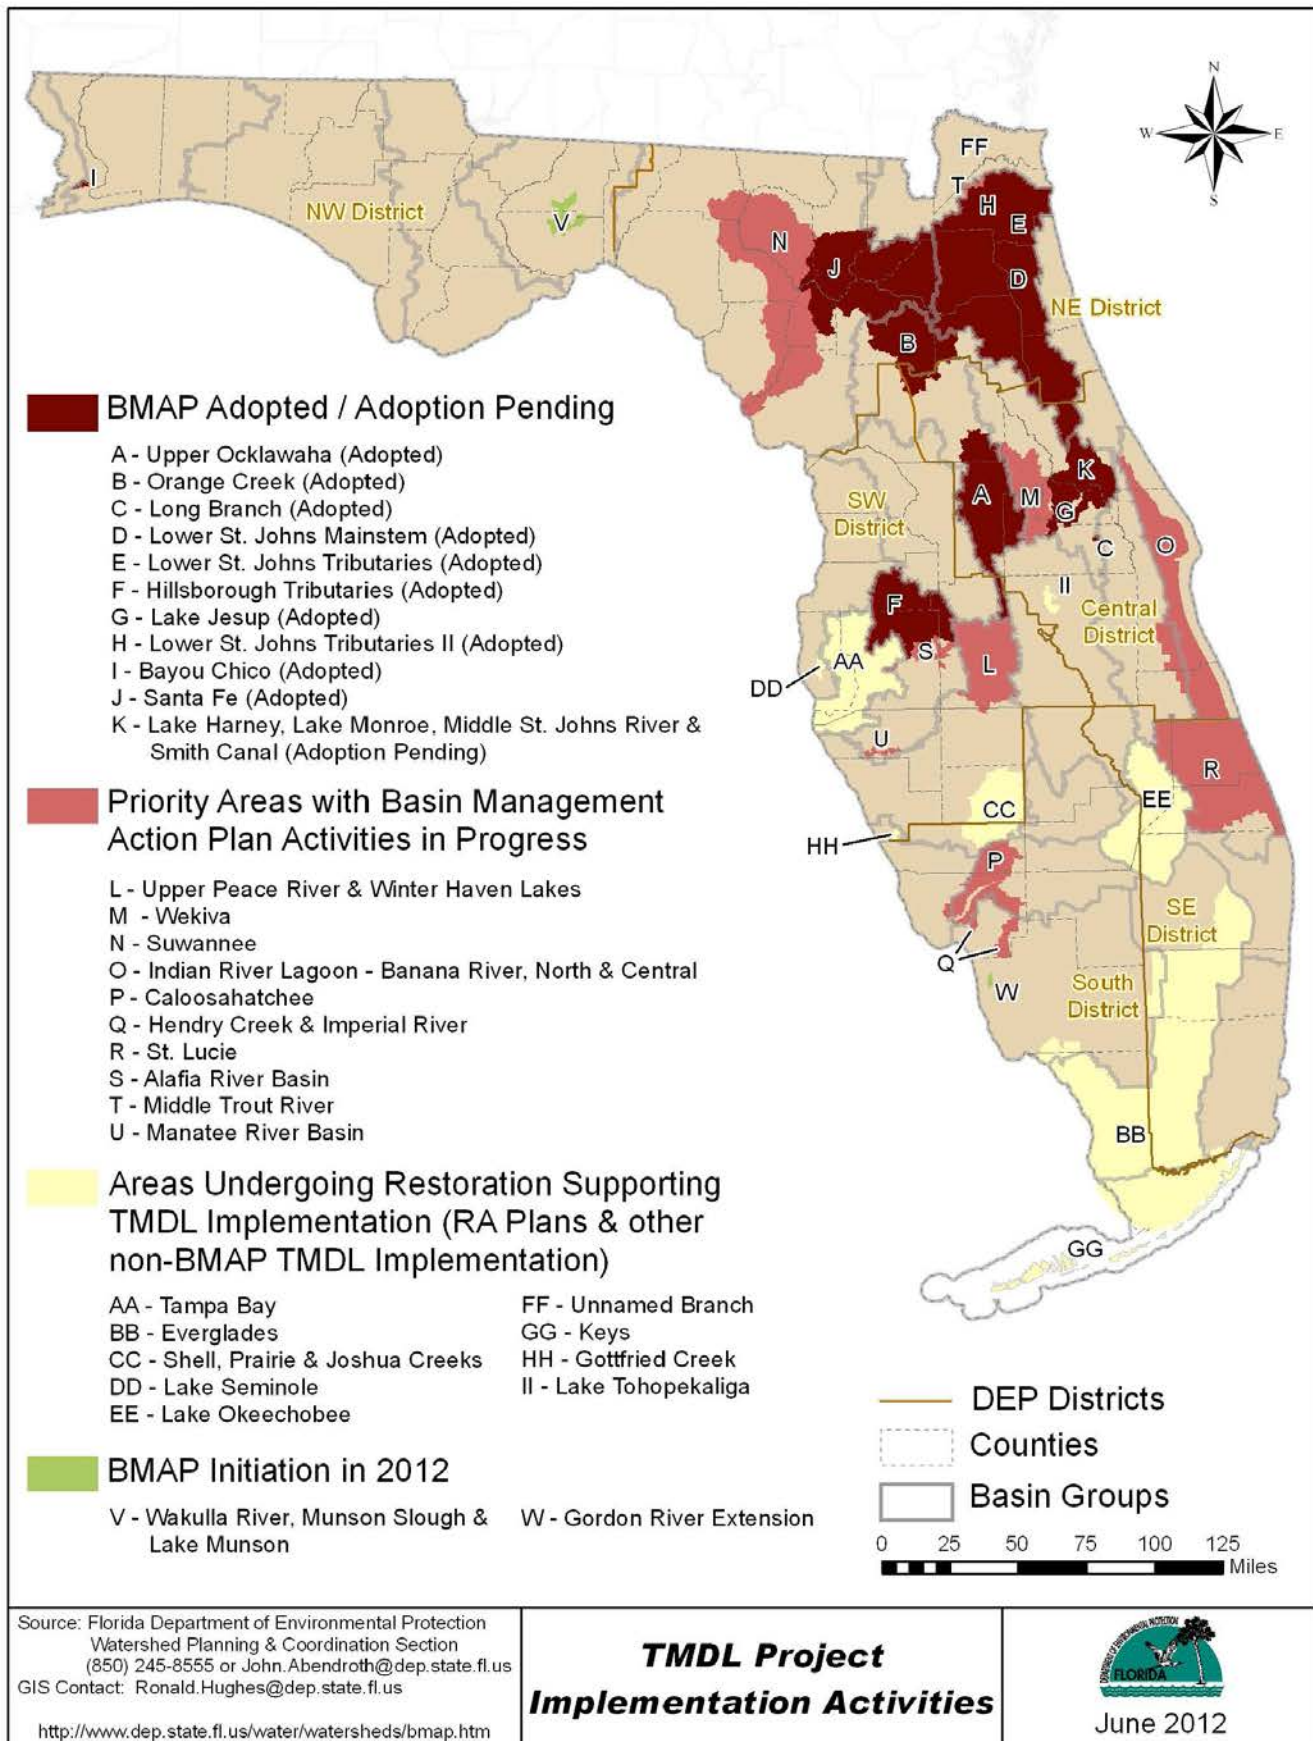 N
W
E
S
FF
T
H
E
D
I
NW District
V
N
J
B
NE District
K
A
M
G
C
O
SW
District
II
Central
District
F
S
AA
L
DD
U
R
EE
CC
HH
P
SE
District
Q
W
South
District
BB
GG
BMAP Adopted / Adoption Pending
A - Upper Ocklawaha (Adopted)
B - Orange Creek (Adopted)
C - Long Branch (Adopted)
D - Lower St. Johns Mainstem (Adopted)
E - Lower St. Johns Tributaries (Adopted)
F - Hillsborough Tributaries (Adopted)
G - Lake Jesup (Adopted)
H - Lower St. Johns Tributaries II (Adopted)
I - Bayou Chico (Adopted)
J - Santa Fe (Adopted)
K - Lake Harney, Lake Monroe, Middle St. Johns River &
Smith Canal (Adoption Pending)
Priority Areas with Basin Management
Action Plan Activities in Progress
L - Upper Peace River & Winter Haven Lakes
M - Wekiva
N - Suwannee
O - Indian River Lagoon - Banana River, North & Central
P - Caloosahatchee
Q - Hendry Creek & Imperial River
R - St. Lucie
S - Alafia River Basin
T - Middle Trout River
U - Manatee River Basin
Areas Undergoing Restoration Supporting
TMDL Implementation (RA Plans & other
non-BMAP TMDL Implementation)
AA - Tampa Bay
BB - Everglades
CC - Shell, Prairie & Joshua Creeks
DD - Lake Seminole
EE - Lake Okeechobee
FF - Unnamed Branch
GG - Keys
HH - Gottfried Creek
II - Lake Tohopekaliga
BMAP Initiation in 2012
V - Wakulla River, Munson Slough &
Lake Munson
W - Gordon River Extension
DEP Districts
Counties
Basin Groups
0 25 50 75 100 125
Miles
Source: Florida Department of Environmental Protection
Watershed Planning & Coordination Section
(850) 245-8555 or John.Abendroth@dep.state.fl.us
GIS Contact: Ronald.Hughes@dep.state.fl.us
http://www.dep.state.fl.us/water/watersheds/bmap.htm
TMDL Project
Implementation Activities
DEPARTMENT OF ENVIRONMENTAL PROTECTION
FLORIDA
June 2012